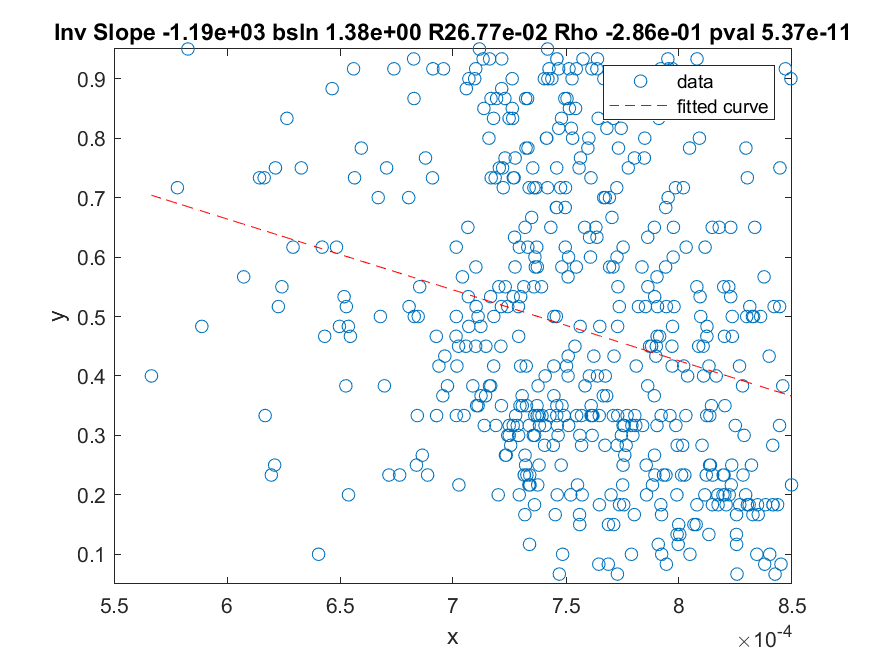 Inv Slope -1.19e+03 bsln 1.38e+00 R26.77e-02 Rho -2.86e-01 pval 5.37e-11
data
fitted curve
0.9
0.8
0.7
0.6
0.5
0.4
0.3
0.2
0.1
y
5.5 6 6.5 7 7.5 8 8.5
x
×10⁻⁴